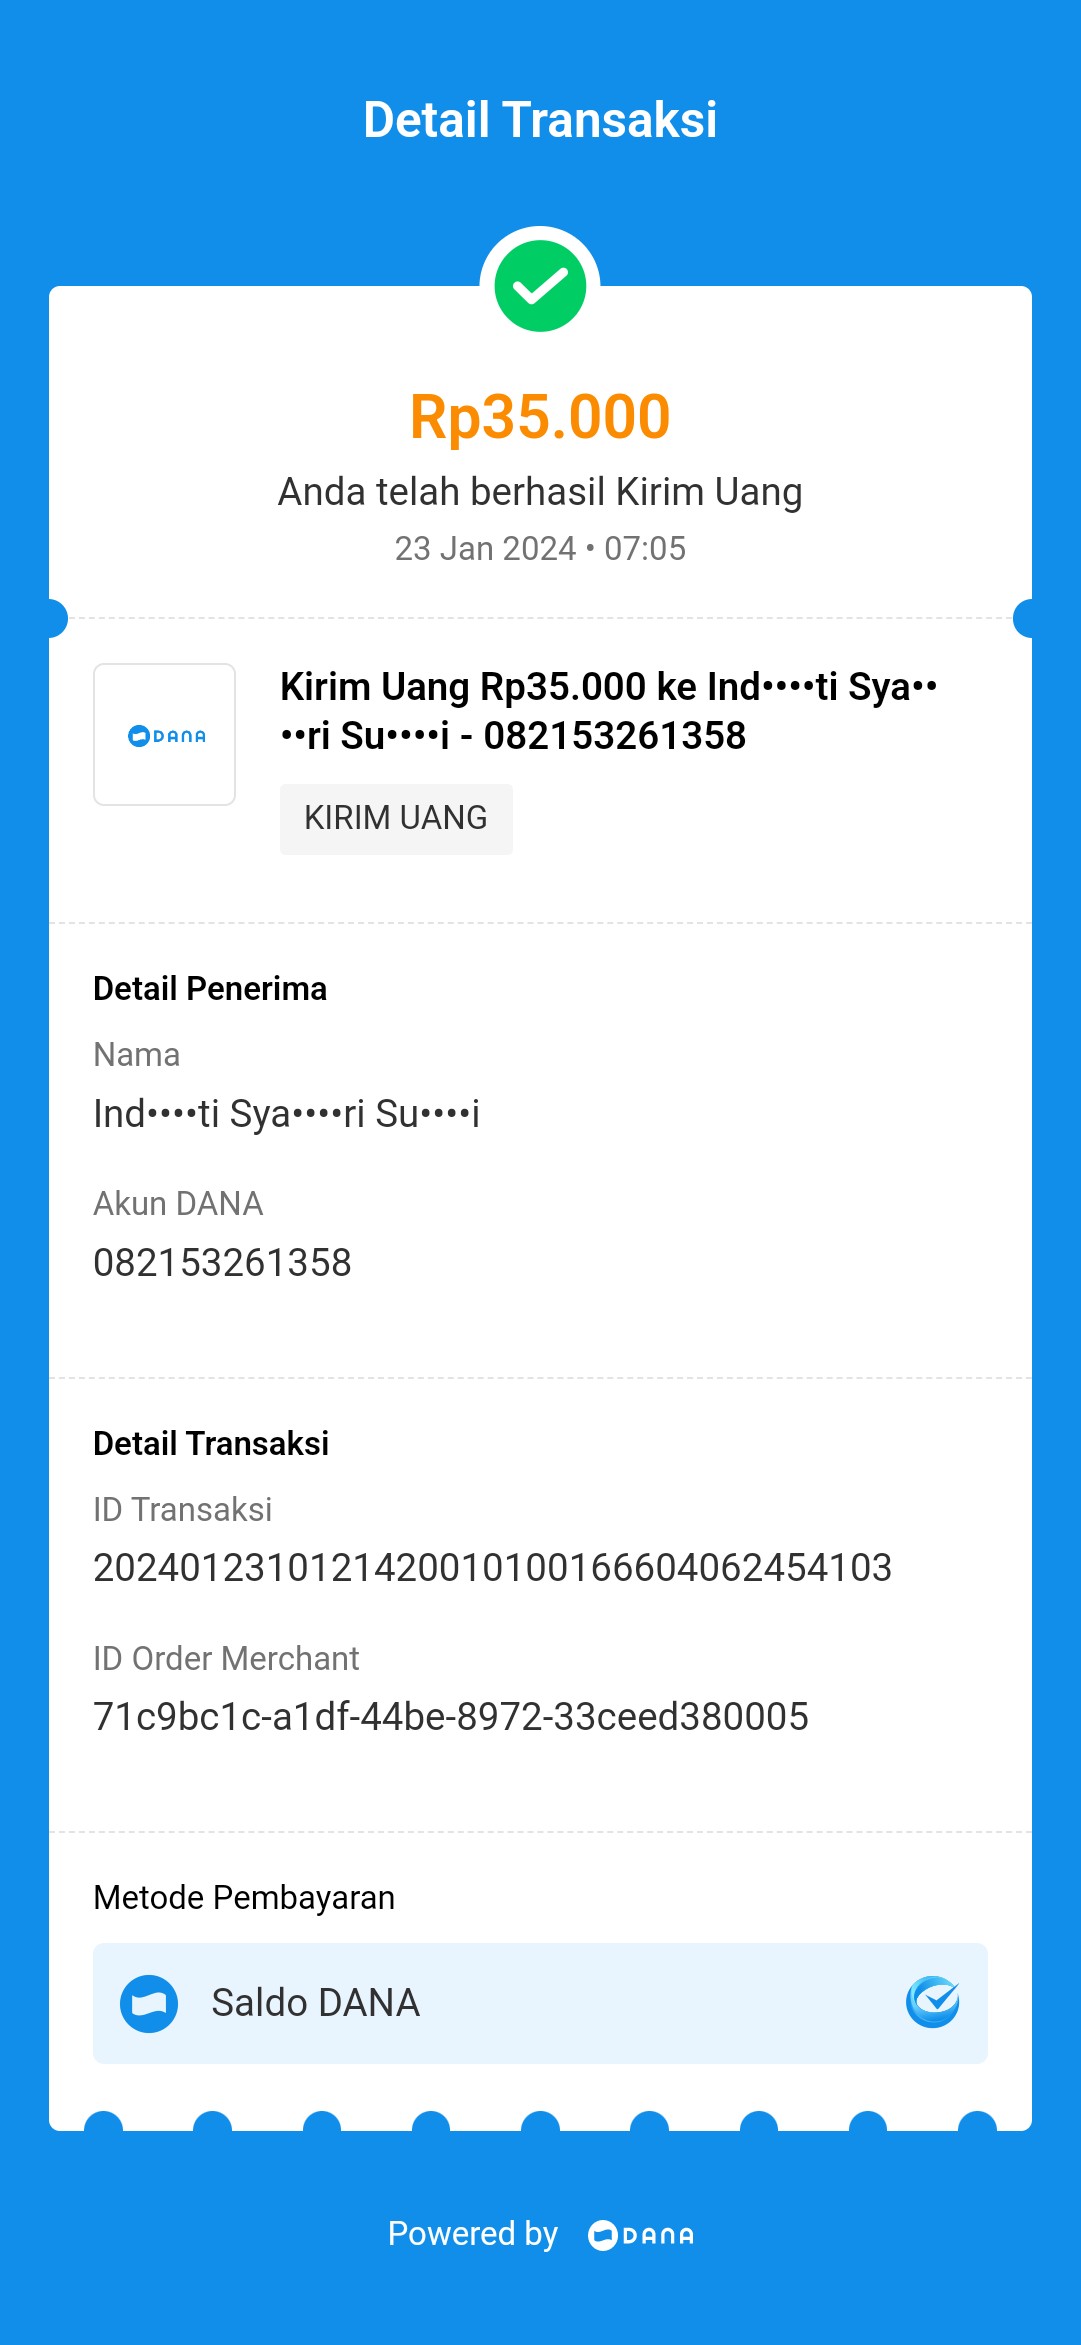 Detail Transaksi
Rp35.000
Anda telah berhasil Kirim Uang
23 Jan 2024 • 07:05
DANA
Kirim Uang Rp35.000 ke Ind••••ti Sya••
••ri Su••••i - 082153261358
KIRIM UANG
Detail Penerima
Nama
Ind••••ti Sya••••ri Su••••i
Akun DANA
082153261358
Detail Transaksi
ID Transaksi
2024012310121420010100166604062454103
ID Order Merchant
71c9bc1c-a1df-44be-8972-33ceed380005
Metode Pembayaran
Saldo DANA
Powered by DANA